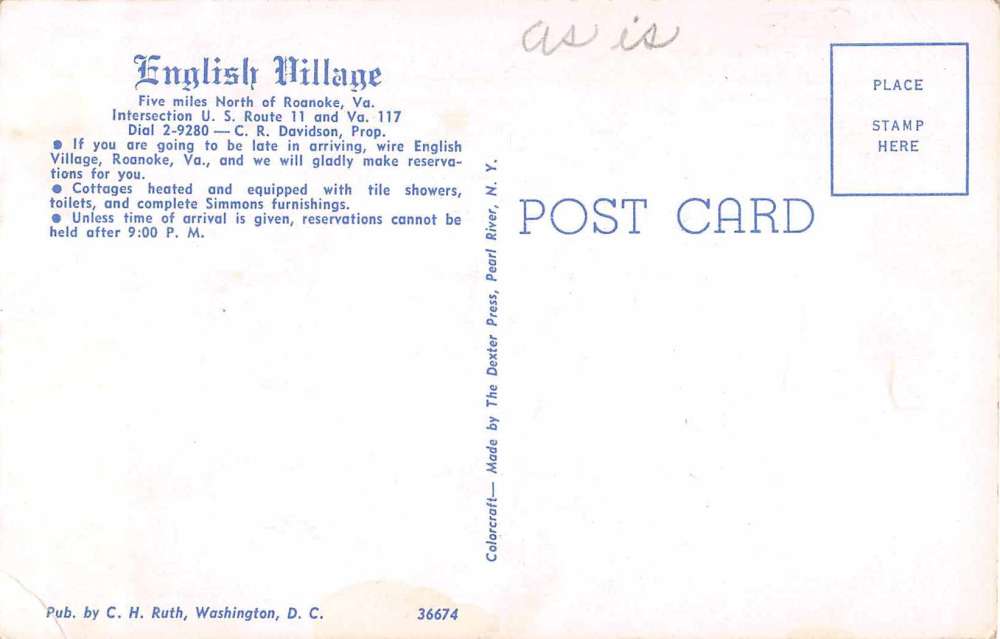 as is
English Village
Five miles North of Roanoke, Va.
Intersection U. S. Route 11 and Va. 117
Dial 2-9280 — C. R. Davidson, Prop.
● If you are going to be late in arriving, wire English
Village, Roanoke, Va., and we will gladly make reserva-
tions for you.
● Cottages heated and equipped with tile showers,
toilets, and complete Simmons furnishings.
● Unless time of arrival is given, reservations cannot be
held after 9:00 P. M.
Colorcraft— Made by The Dexter Press, Pearl River, N. Y.
POST CARD
PLACE
STAMP
HERE
Pub. by C. H. Ruth, Washington, D. C.
36674